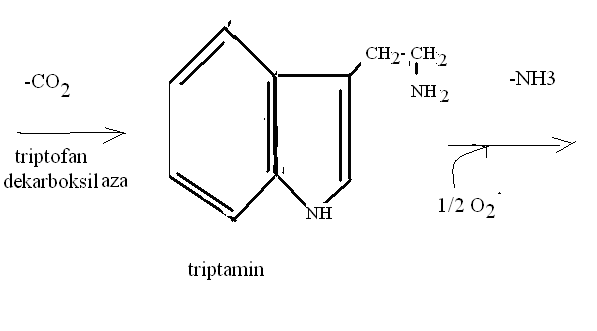 -CO2
triptofan
dekarboksilaza
CH2- CH2
NH2
NH
triptamin
-NH3
1/2 O2